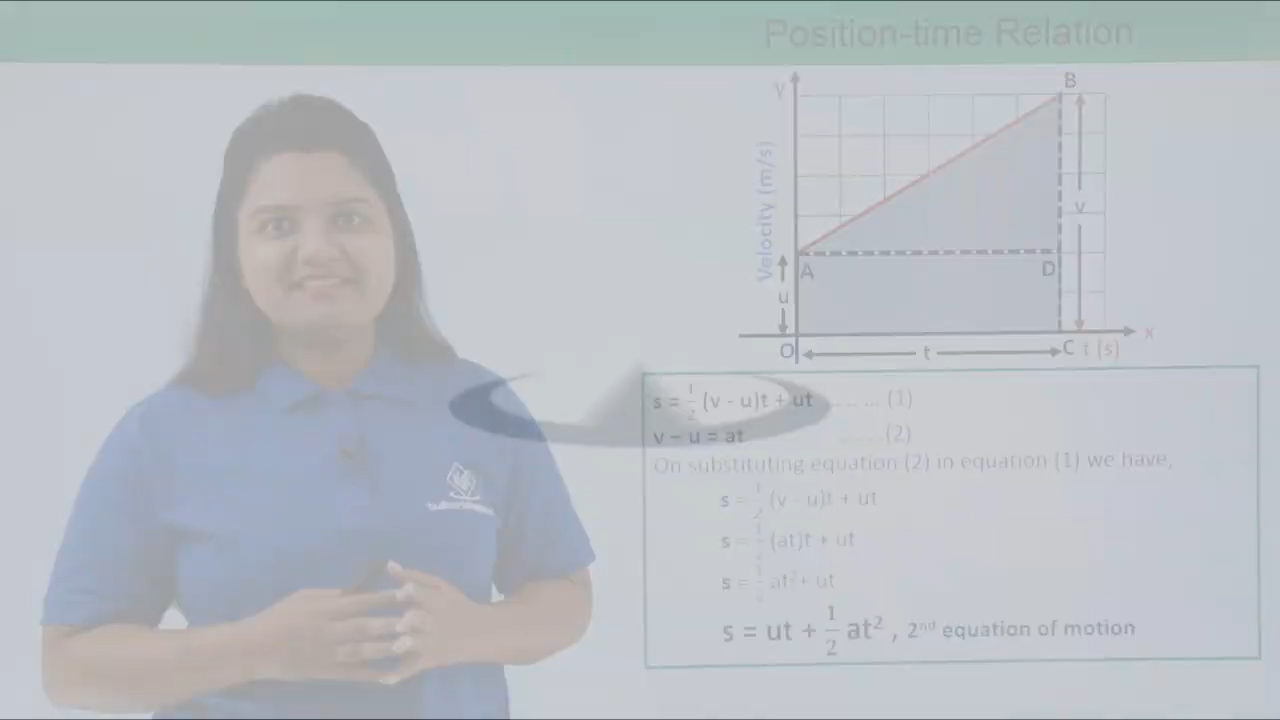 Position-time Relation
y
B
Velocity (m/s)
v
A
D
u
O
t
C t (s)
x
s = 1/2 (v - u)t + ut ........ (1)
v – u = at ........ (2)
On substituting equation (2) in equation (1) we have,
s = 1/2 (v - u)t + ut
s = 1/2 (at)t + ut
s = 1/2 at² + ut
s = ut + 1/2 at² , 2nd equation of motion